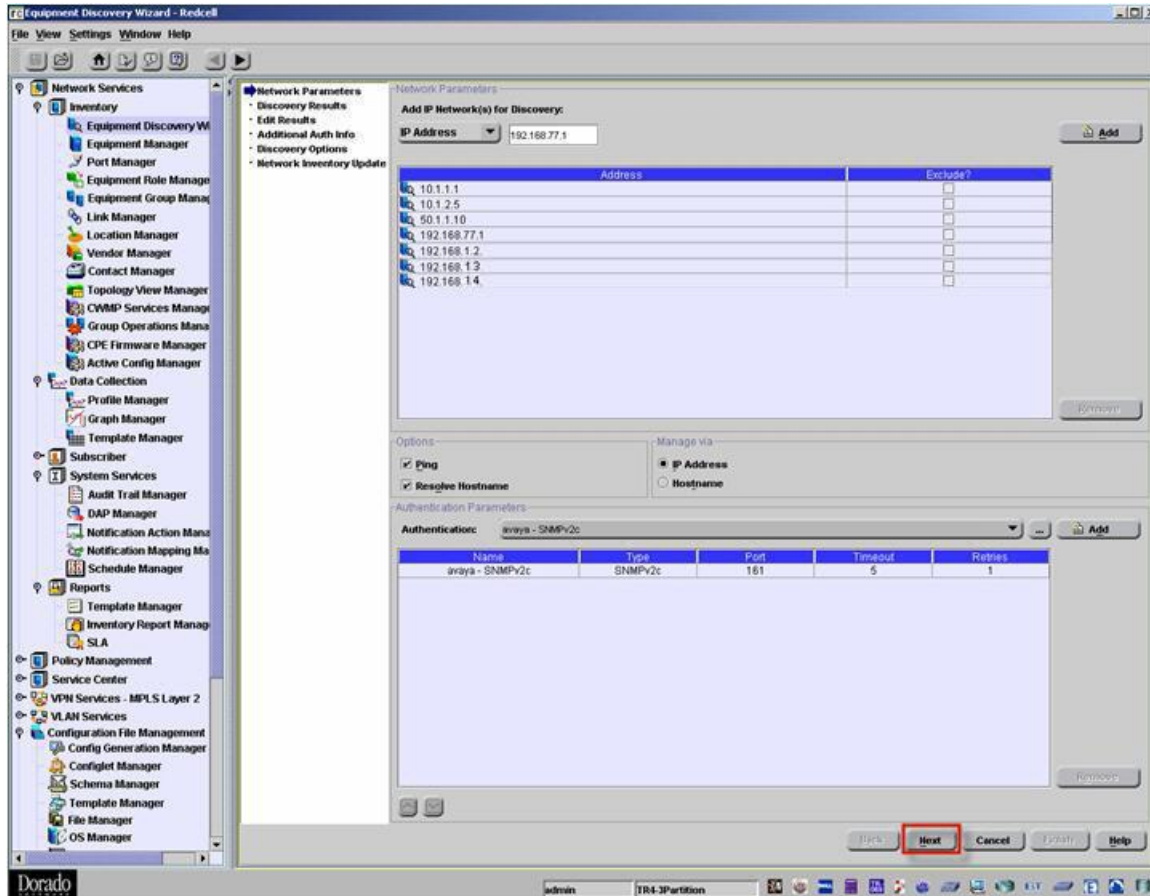 Equipment Discovery Wizard - Redcell
File View Settings Window Help
Network Services
Inventory
Equipment Discovery Wi
Equipment Manager
Port Manager
Equipment Role Manage
Equipment Group Manag
Link Manager
Location Manager
Vendor Manager
Contact Manager
Topology View Manager
CWMP Services Manage
Group Operations Mana
CPE Firmware Manager
Active Config Manager
Data Collection
Profile Manager
Graph Manager
Template Manager
Subscriber
System Services
Audit Trail Manager
DAP Manager
Notification Action Mana
Notification Mapping Ma
Schedule Manager
Reports
Template Manager
Inventory Report Manag
SLA
Policy Management
Service Center
VPN Services - MPLS Layer 2
VLAN Services
Configuration File Management
Config Generation Manager
Configlet Manager
Schema Manager
Template Manager
File Manager
OS Manager
Network Parameters
Discovery Results
Edit Results
Additional Auth Info
Discovery Options
Network Inventory Update
Network Parameters
Add IP Network(s) for Discovery:
IP Address 192.168.77.1 Add
Address Exclude?
10.1.1.1
10.1.2.5
50.1.1.10
192.168.77.1
192.168.1.2.
192.168.1.3.
192.168.1.4.
Remove
Options
Ping
Resolve Hostname
Manage via
IP Address
Hostname
Authentication Parameters
Authentication: avaya - SNMPv2c ... Add
Name Type Port Timeout Retries
avaya - SNMPv2c SNMPv2c 161 5 1
Remove
Back Next Cancel Finish Help
Dorado
admin TR4-3Partition